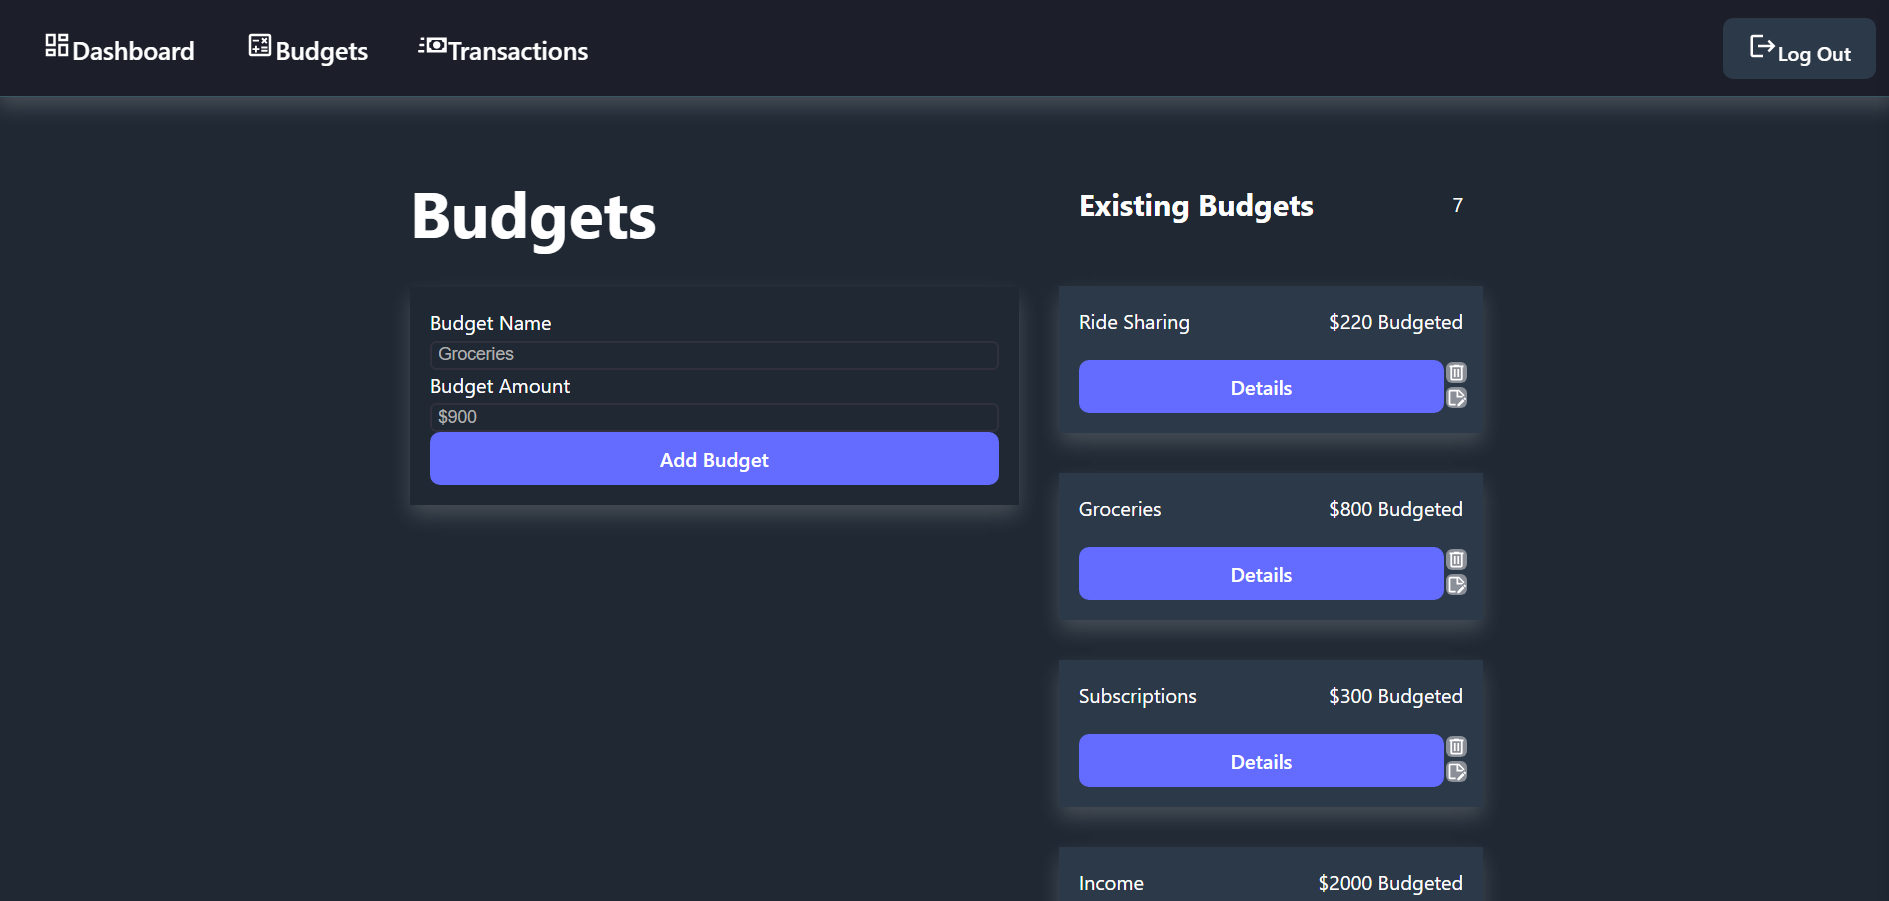 Dashboard Budgets Transactions Log Out
Budgets
Budget Name
Groceries
Budget Amount
$900
Add Budget
Existing Budgets 7
Ride Sharing $220 Budgeted
Details
Groceries $800 Budgeted
Details
Subscriptions $300 Budgeted
Details
Income $2000 Budgeted